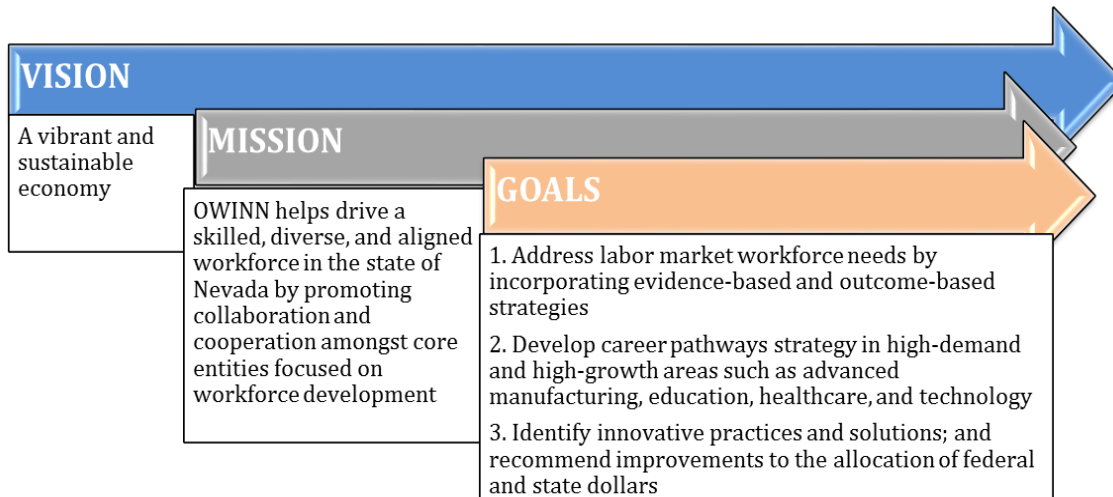 VISION
A vibrant and
sustainable
economy
MISSION
OWINN helps drive a
skilled, diverse, and aligned
workforce in the state of
Nevada by promoting
collaboration and
cooperation amongst core
entities focused on
workforce development
GOALS
1. Address labor market workforce needs by
incorporating evidence-based and outcome-based
strategies
2. Develop career pathways strategy in high-demand
and high-growth areas such as advanced
manufacturing, education, healthcare, and technology
3. Identify innovative practices and solutions; and
recommend improvements to the allocation of federal
and state dollars